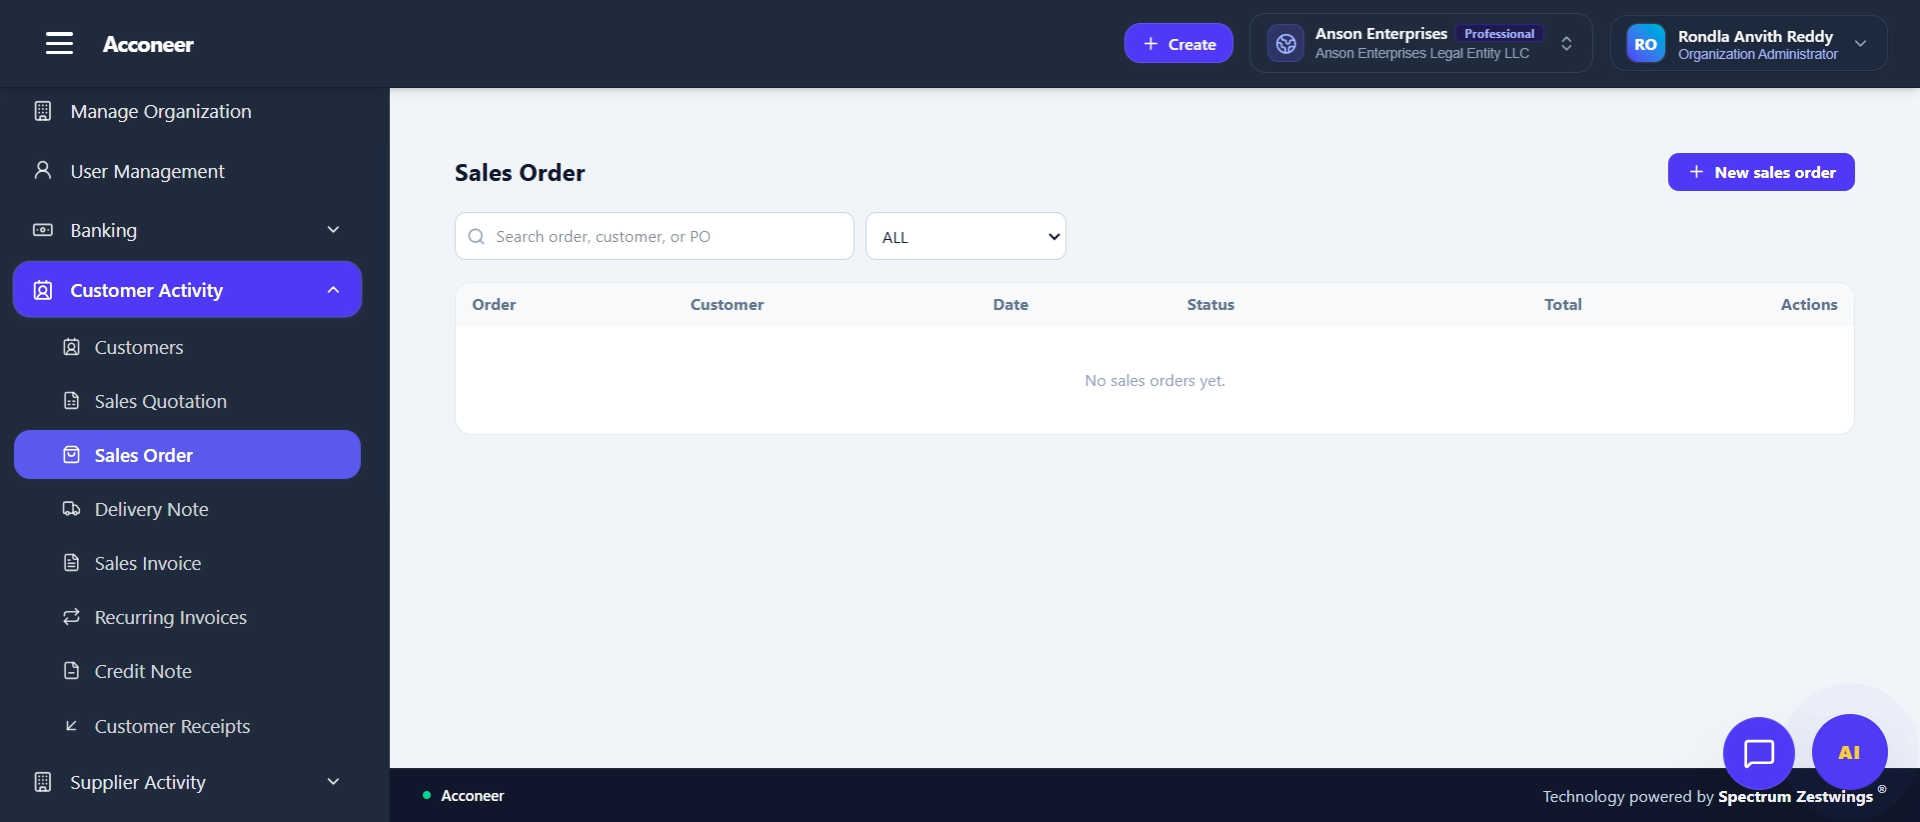 Acconeer
Create
Anson Enterprises Professional
Anson Enterprises Legal Entity LLC
RO
Rondla Anvith Reddy
Organization Administrator
Manage Organization
User Management
Banking
Customer Activity
Customers
Sales Quotation
Sales Order
Delivery Note
Sales Invoice
Recurring Invoices
Credit Note
Customer Receipts
Supplier Activity
Sales Order
New sales order
Search order, customer, or PO
ALL
Order Customer Date Status Total Actions
No sales orders yet.
AI
Acconeer
Technology powered by Spectrum Zestwings ®